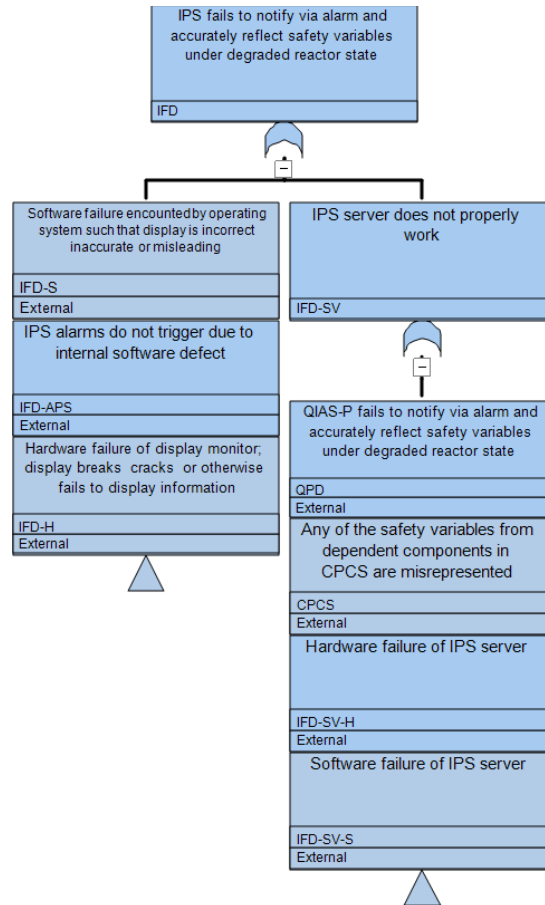 IPS fails to notify via alarm and
accurately reflect safety variables
under degraded reactor state
IFD
Software failure encounted by operating
system such that display is incorrect
inaccurate or misleading
IFD-S
External
IPS alarms do not trigger due to
internal software defect
IFD-APS
External
Hardware failure of display monitor;
display breaks cracks or otherwise
fails to display information
IFD-H
External
IPS server does not properly
work
IFD-SV
QIAS-P fails to notify via alarm and
accurately reflect safety variables
under degraded reactor state
QPD
External
Any of the safety variables from
dependent components in
CPCS are misrepresented
CPCS
External
Hardware failure of IPS server
IFD-SV-H
External
Software failure of IPS server
IFD-SV-S
External